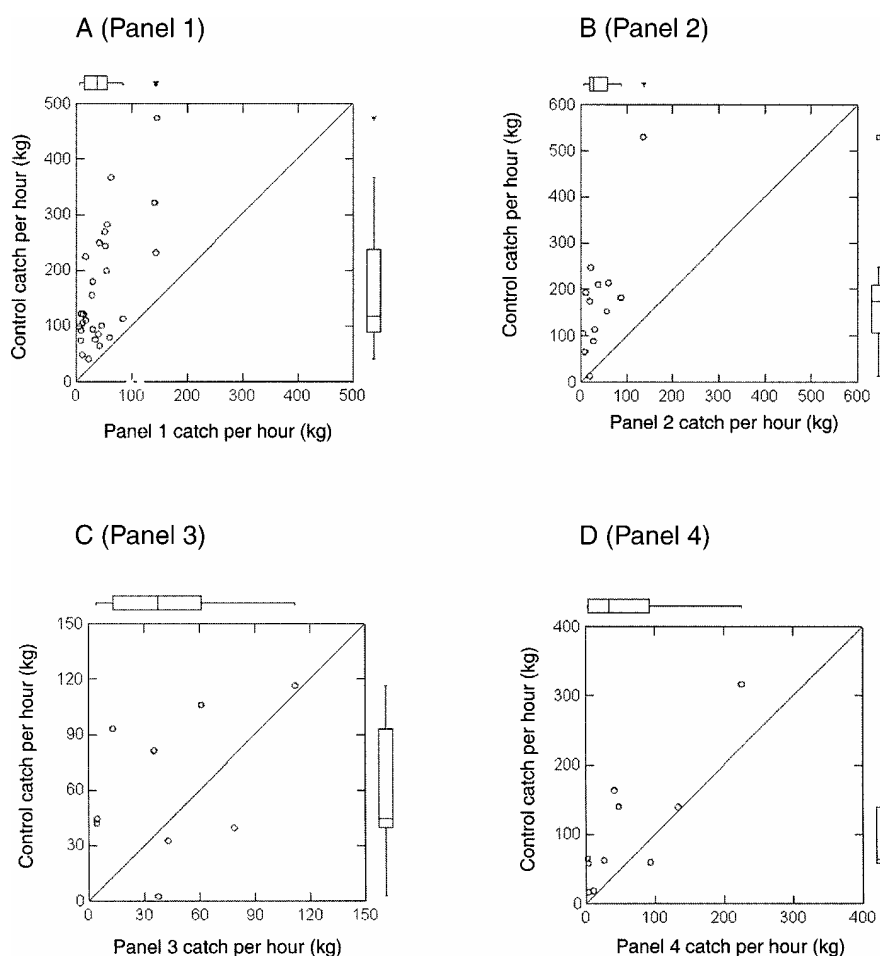 A (Panel 1)
500
400
300
200
100
0
Control catch per hour (kg)
0 100 200 300 400 500
Panel 1 catch per hour (kg)
B (Panel 2)
600
500
400
300
200
100
0
Control catch per hour (kg)
0 100 200 300 400 500 600
Panel 2 catch per hour (kg)
C (Panel 3)
150
120
90
60
30
0
Control catch per hour (kg)
0 30 60 90 120 150
Panel 3 catch per hour (kg)
D (Panel 4)
400
300
200
100
0
Control catch per hour (kg)
0 100 200 300 400
Panel 4 catch per hour (kg)